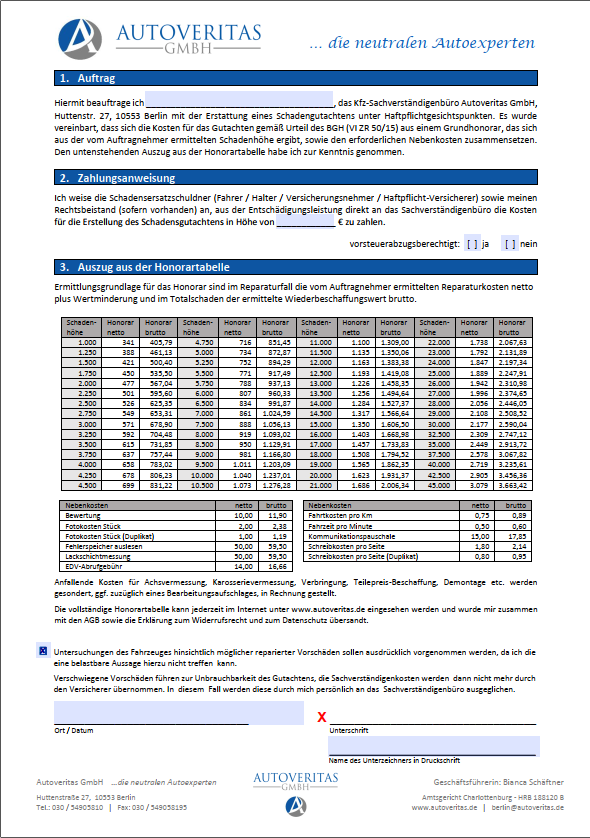 AUTOVERITAS
GMBH
... die neutralen Autoexperten
1. Auftrag
Hiermit beauftrage ich ________________________________, das Kfz-Sachverständigenbüro Autoveritas GmbH,
Huttenstr. 27, 10553 Berlin mit der Erstattung eines Schadengutachtens unter Haftpflichtgesichtspunkten. Es wurde
vereinbart, dass sich die Kosten für das Gutachten gemäß Urteil des BGH (VI ZR 50/15) aus einem Grundhonorar, das sich
aus der vom Auftragnehmer ermittelten Schadenhöhe ergibt, sowie den erforderlichen Nebenkosten zusammensetzen.
Den untenstehenden Auszug aus der Honorartabelle habe ich zur Kenntnis genommen.
2. Zahlungsanweisung
Ich weise die Schadensersatzschuldner (Fahrer / Halter / Versicherungsnehmer / Haftpflicht-Versicherer) sowie meinen
Rechtsbeistand (sofern vorhanden) an, aus der Entschädigungsleistung direkt an das Sachverständigenbüro die Kosten
für die Erstellung des Schadensgutachtens in Höhe von ____________ € zu zahlen.
vorsteuerabzugsberechtigt: [ ] ja [ ] nein
3. Auszug aus der Honorartabelle
Ermittlungsgrundlage für das Honorar sind im Reparaturfall die vom Auftragnehmer ermittelten Reparaturkosten netto
plus Wertminderung und im Totalschaden der ermittelte Wiederbeschaffungswert brutto.
Schaden- Honorar Honorar Schaden- Honorar Honorar Schaden- Honorar Honorar Schaden- Honorar Honorar
höhe netto brutto höhe netto brutto höhe netto brutto höhe netto brutto
1.000 341 405,79 4.750 716 851,45 11.000 1.100 1.309,00 22.000 1.738 2.067,63
1.250 388 461,13 5.000 734 872,87 11.500 1.135 1.350,06 23.000 1.792 2.131,89
1.500 421 500,40 5.250 752 894,29 12.000 1.163 1.383,38 24.000 1.847 2.197,34
1.750 450 535,50 5.500 771 917,49 12.500 1.193 1.419,08 25.000 1.889 2.247,91
2.000 477 567,04 5.750 788 937,13 13.000 1.226 1.458,35 26.000 1.942 2.310,98
2.250 501 595,60 6.000 807 960,33 13.500 1.256 1.494,64 27.000 1.996 2.374,65
2.500 526 625,35 6.500 834 991,87 14.000 1.284 1.527,37 28.000 2.056 2.446,05
2.750 549 653,31 7.000 861 1.024,59 14.500 1.317 1.566,64 29.000 2.108 2.508,52
3.000 571 678,90 7.500 888 1.056,13 15.000 1.350 1.606,50 30.000 2.177 2.590,04
3.250 592 704,48 8.000 919 1.093,02 16.000 1.403 1.668,98 32.500 2.309 2.747,12
3.500 615 731,85 8.500 950 1.129,91 17.000 1.457 1.733,83 35.000 2.449 2.913,72
3.750 637 757,44 9.000 981 1.166,80 18.000 1.508 1.794,52 37.500 2.578 3.067,82
4.000 658 783,02 9.500 1.011 1.203,09 19.000 1.565 1.862,35 40.000 2.719 3.235,61
4.250 678 806,23 10.000 1.040 1.237,01 20.000 1.623 1.931,37 42.500 2.905 3.456,36
4.500 699 831,22 10.500 1.073 1.276,28 21.000 1.686 2.006,34 45.000 3.079 3.663,42
Nebenkosten netto brutto Nebenkosten netto brutto
Bewertung 10,00 11,90 Fahrtkosten pro Km 0,75 0,89
Fotokosten Stück 2,00 2,38 Fahrzeit pro Minute 0,50 0,60
Fotokosten Stück (Duplikat) 1,00 1,19 Kommunikationspauschale 15,00 17,85
Fehlerspeicher auslesen 50,00 59,50 Schreibkosten pro Seite 1,80 2,14
Lackschichtmessung 50,00 59,50 Schreibkosten pro Seite (Duplikat) 0,80 0,95
EDV-Abrufgebühr 14,00 16,66
Anfallende Kosten für Achsvermessung, Karosserievermessung, Verbringung, Teilepreis-Beschaffung, Demontage etc. werden
gesondert, ggf. zuzüglich eines Bearbeitungsaufschlages, in Rechnung gestellt.
Die vollständige Honorartabelle kann jederzeit im Internet unter www.autoveritas.de eingesehen werden und wurde mir zusammen
mit den AGB sowie die Erklärung zum Widerrufsrecht und zum Datenschutz übersandt.
Untersuchungen des Fahrzeuges hinsichtlich möglicher reparierter Vorschäden sollen ausdrücklich vorgenommen werden, da ich die
eine belastbare Aussage hierzu nicht treffen kann.
Verschwiegene Vorschäden führen zur Unbrauchbarkeit des Gutachtens, die Sachverständigenkosten werden dann nicht mehr durch
den Versicherer übernommen. In diesem Fall werden diese durch mich persönlich an das Sachverständigenbüro ausgeglichen.
X
Ort / Datum Unterschrift
Name des Unterzeichners in Druckschrift
Autoveritas GmbH ...die neutralen Autoexperten AUTOVERITAS GMBH Geschäftsführerin: Bianca Schäftner
Huttenstraße 27, 10553 Berlin Amtsgericht Charlottenburg - HRB 188120 B
Tel.: 030 / 54905810 | Fax: 030 / 549058195 www.autoveritas.de | berlin@autoveritas.de